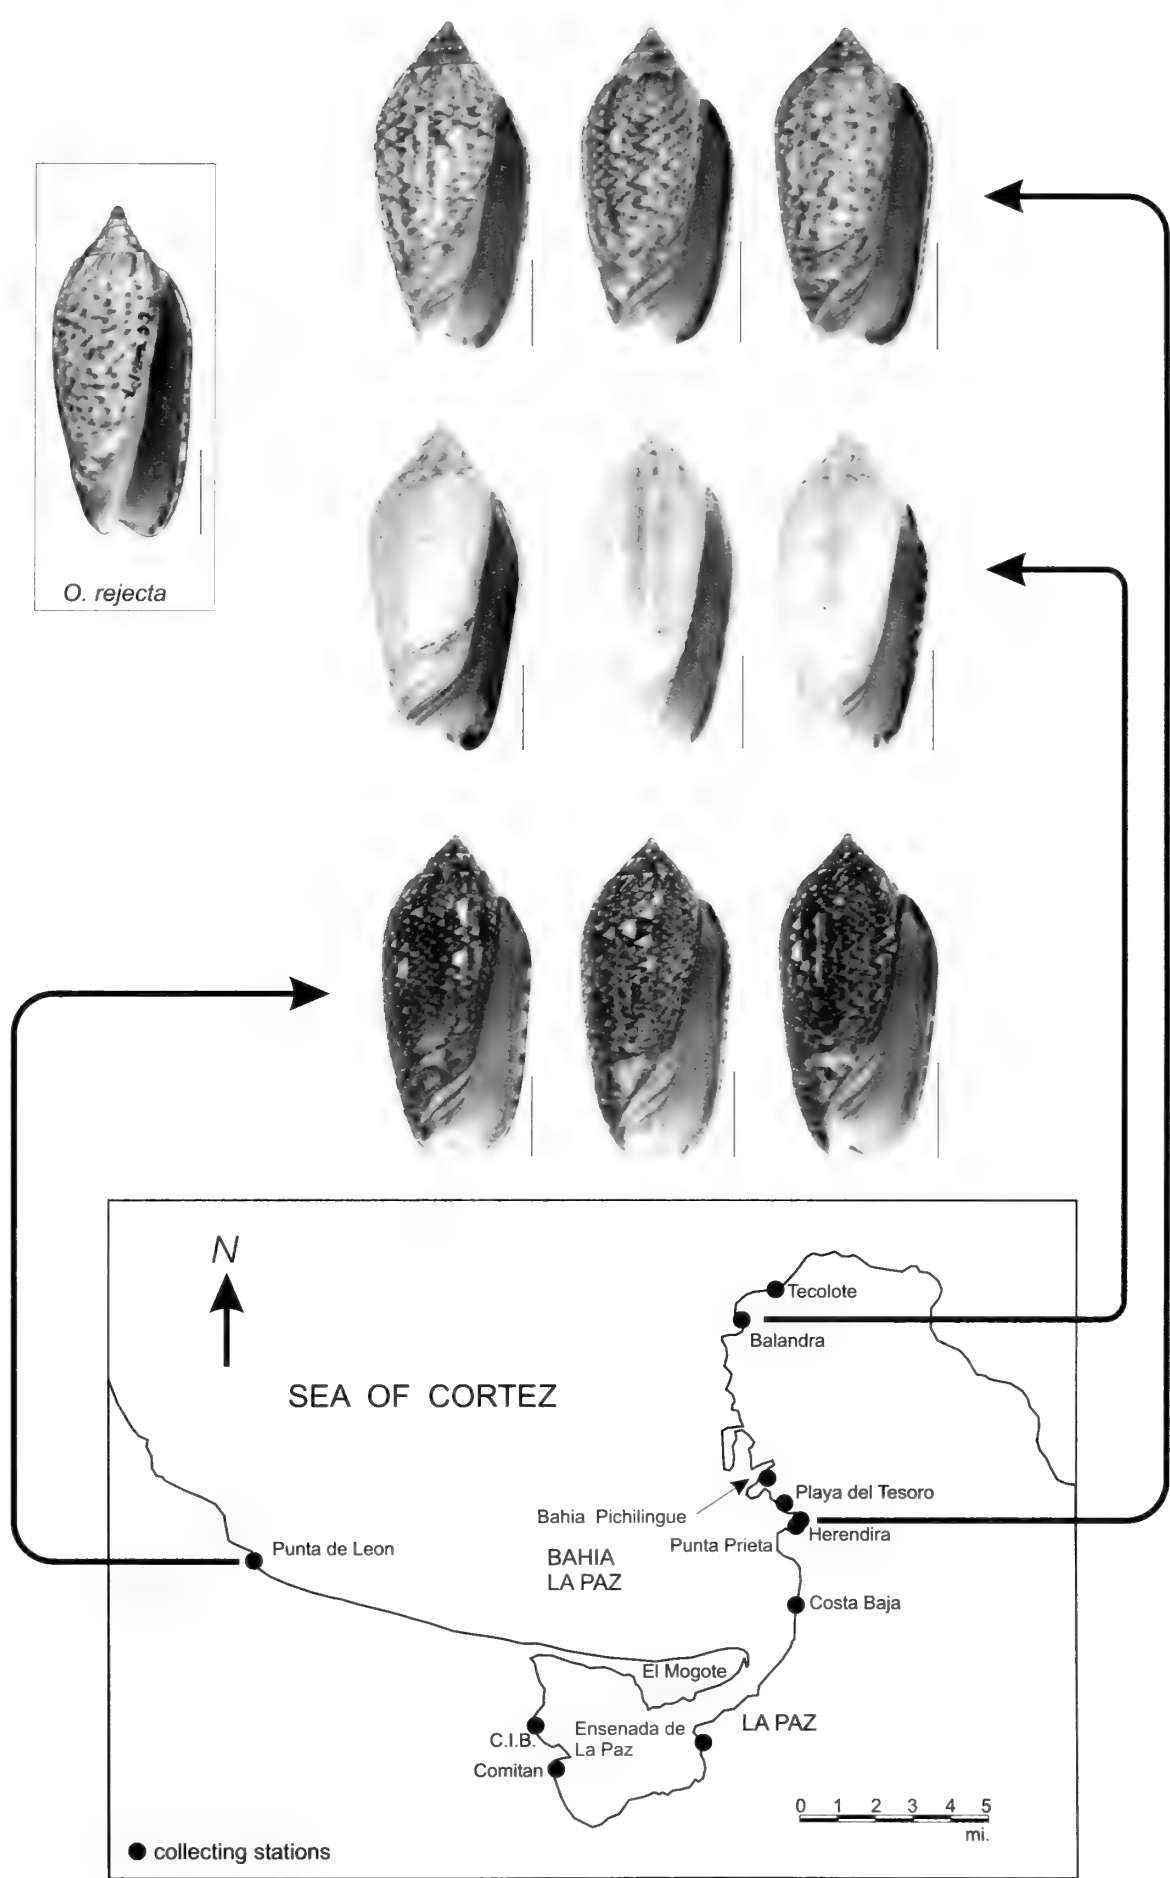 O. rejecta
N
Tecolote
Balandra
SEA OF CORTEZ
Playa del Tesoro
Bahia Pichilingue
Herendira
Punta Prieta
Punta de Leon
BAHIA
LA PAZ
Costa Baja
El Mogote
LA PAZ
C.I.B.
Ensenada de
La Paz
Comitan
0 1 2 3 4 5
mi.
collecting stations